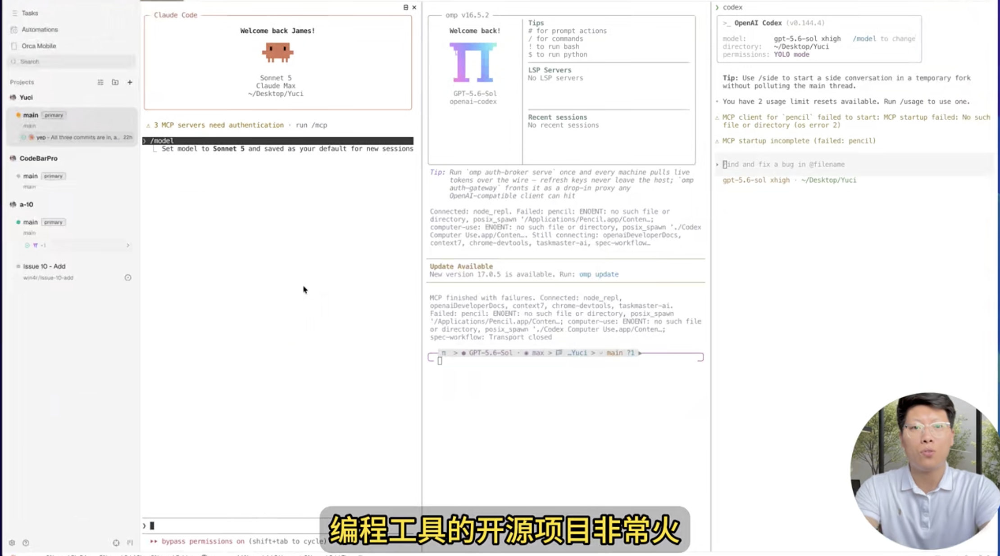 Tasks
Automations
Orca Mobile
Search
Projects
Yuci
main primary
main
yep - All three commits are in, a... 22h
CodeBarPro
main primary
main
a-10
main primary
main
+1
Issue 10 - Add
win4r/issue-10-add
Claude Code
Welcome back James!
Sonnet 5
Claude Max
~/Desktop/Yuci
⚠ 3 MCP servers need authentication · run /mcp
❯ /model
⎿ Set model to Sonnet 5 and saved as your default for new sessions
❯
▸▸ bypass permissions on (shift+tab to cycle)
omp v16.5.2
Welcome back!
GPT-5.6-Sol
openai-codex
Tips
# for prompt actions
/ for commands
! to run bash
$ to run python
LSP Servers
No LSP servers
Recent sessions
No recent sessions
Tip: Run `omp auth-broker serve` once and every machine pulls live
tokens over the wire — refresh keys never leave the host; `omp
auth-gateway` fronts it as a drop-in proxy any
OpenAI-compatible client can hit
Connected: node_repl. Failed: pencil: ENOENT: no such file or
directory, posix_spawn '/Applications/Pencil.app/Conten…;
computer-use: ENOENT: no such file or directory, posix_spawn './Codex
Computer Use.app/Conten…. Still connecting: openaiDeveloperDocs,
context7, chrome-devtools, taskmaster-ai, spec-workflow…
Update Available
New version 17.0.5 is available. Run: omp update
MCP finished with failures. Connected: node_repl,
openaiDeveloperDocs, context7, chrome-devtools, taskmaster-ai.
Failed: pencil: ENOENT: no such file or directory, posix_spawn
'/Applications/Pencil.app/Conten…; computer-use: ENOENT: no such file
or directory, posix_spawn './Codex Computer Use.app/Conten…;
spec-workflow: Transport closed
π > ● GPT-5.6-Sol · ◉ max > …Yuci > main ?1
❯ codex
>_ OpenAI Codex (v0.144.4)
model: gpt-5.6-sol xhigh /model to change
directory: ~/Desktop/Yuci
permissions: YOLO mode
Tip: Use /side to start a side conversation in a temporary fork
without polluting the main thread.
• You have 2 usage limit resets available. Run /usage to use one.
⚠ MCP client for `pencil` failed to start: MCP startup failed: No such
file or directory (os error 2)
⚠ MCP startup incomplete (failed: pencil)
› Find and fix a bug in @filename
gpt-5.6-sol xhigh · ~/Desktop/Yuci
编程工具的开源项目非常火